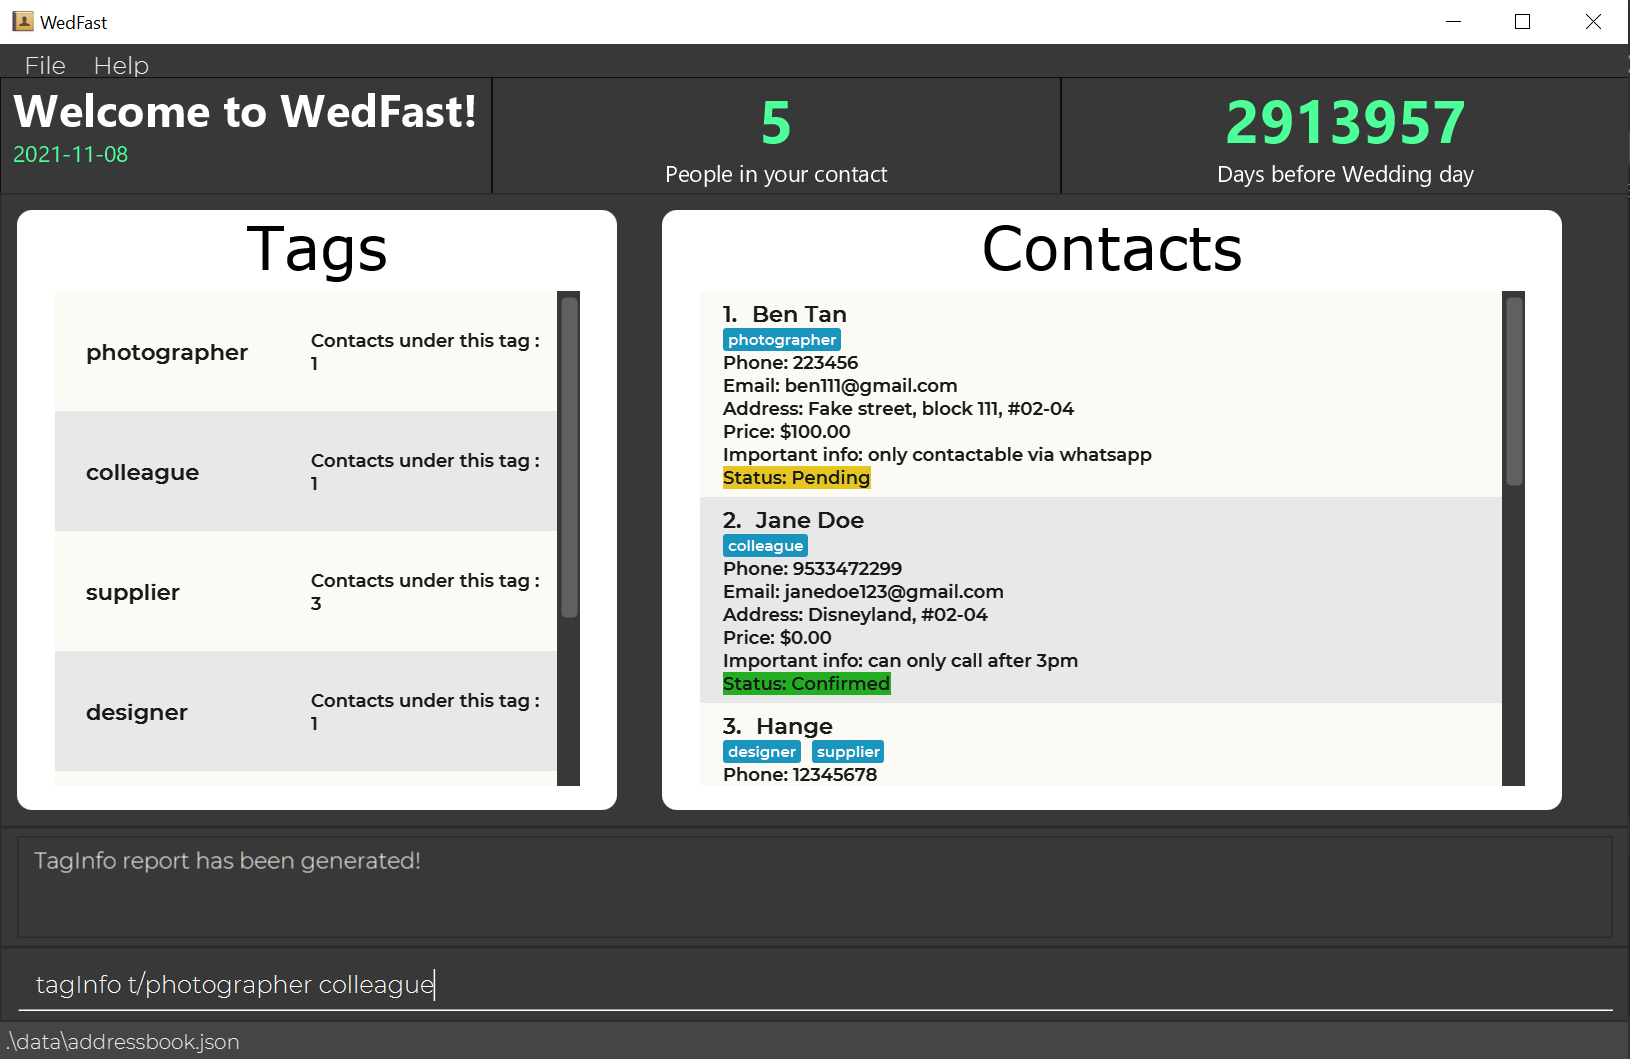 WedFast
File Help
Welcome to WedFast!
2021-11-08
5
People in your contact
2913957
Days before Wedding day
Tags
photographer
Contacts under this tag :
1
colleague
Contacts under this tag :
1
supplier
Contacts under this tag :
3
designer
Contacts under this tag :
1
Contacts
1. Ben Tan
photographer
Phone: 223456
Email: ben111@gmail.com
Address: Fake street, block 111, #02-04
Price: $100.00
Important info: only contactable via whatsapp
Status: Pending
2. Jane Doe
colleague
Phone: 9533472299
Email: janedoe123@gmail.com
Address: Disneyland, #02-04
Price: $0.00
Important info: can only call after 3pm
Status: Confirmed
3. Hange
designer supplier
Phone: 12345678
TagInfo report has been generated!
tagInfo t/photographer colleague
.\data\addressbook.json